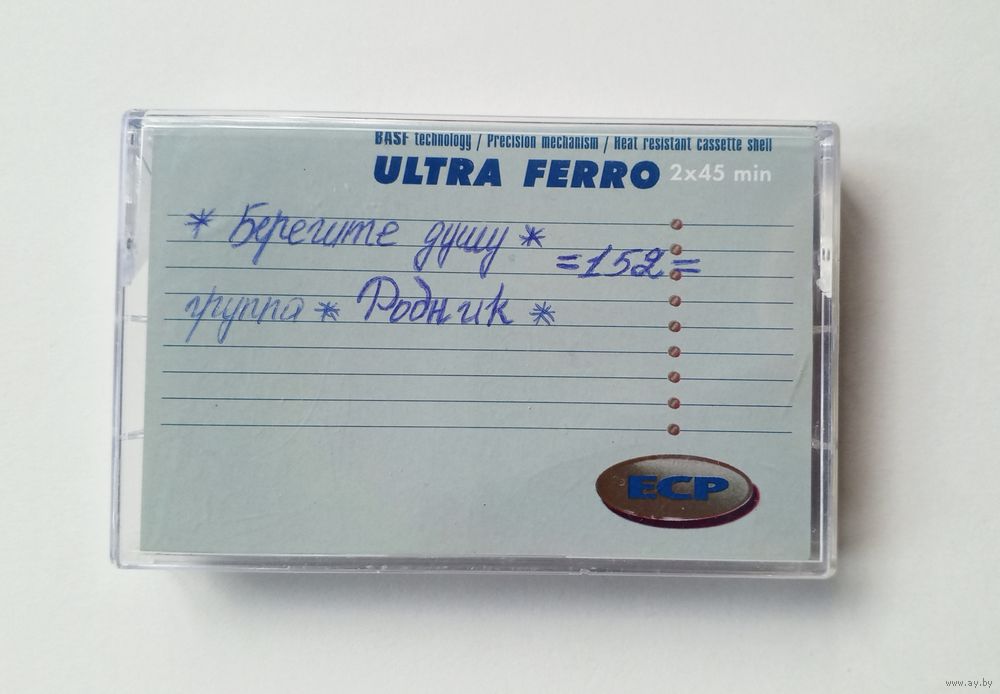 BASF technology / Precision mechanism / Heat resistant cassette shell
ULTRA FERRO 2x45 min
* Берегите душу *
=152=
группа * Родник *
ECP
www.ay.by